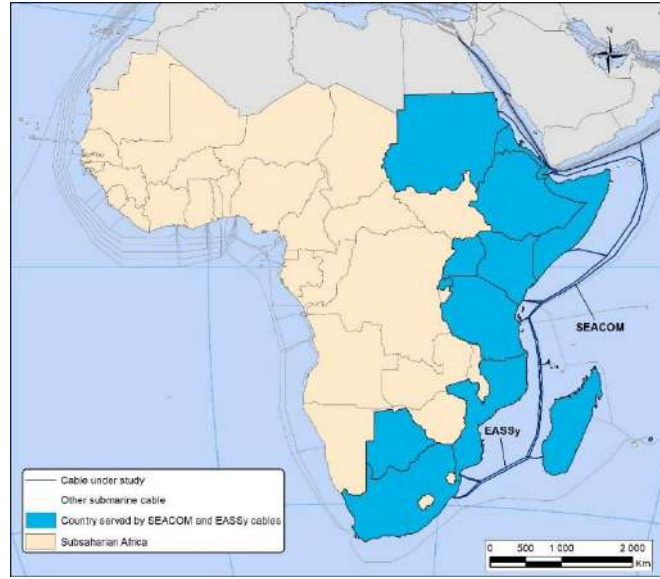 N
SEACOM
EASSy
Cable under study
Other submarine cable
Country served by SEACOM and EASSy cables
Subsaharian Africa
0 500 1 000 2 000
Km